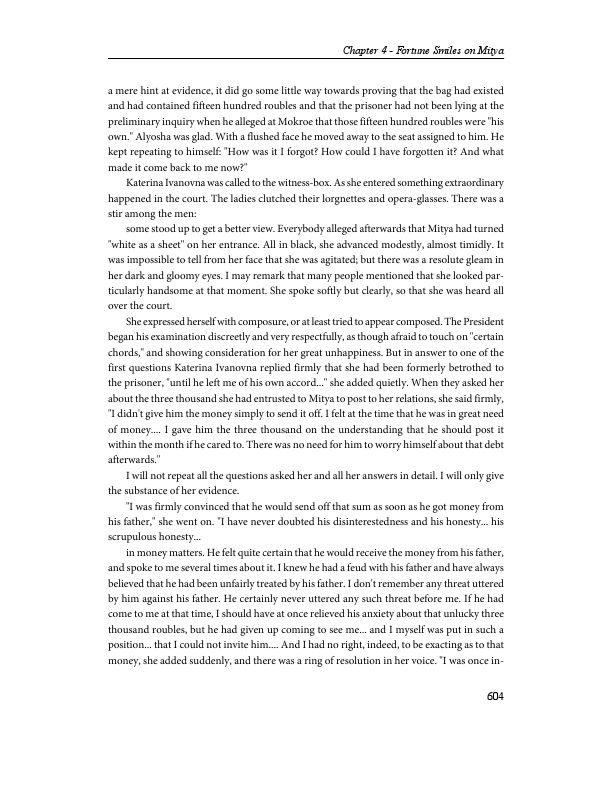 Chapter 4 - Fortune Smiles on Mitya
a mere hint at evidence, it did go some little way towards proving that the bag had existed
and had contained fifteen hundred roubles and that the prisoner had not been lying at the
preliminary inquiry when he alleged at Mokroe that those fifteen hundred roubles were "his
own." Alyosha was glad. With a flushed face he moved away to the seat assigned to him. He
kept repeating to himself: "How was it I forgot? How could I have forgotten it? And what
made it come back to me now?"
Katerina Ivanovna was called to the witness-box. As she entered something extraordinary
happened in the court. The ladies clutched their lorgnettes and opera-glasses. There was a
stir among the men:
some stood up to get a better view. Everybody alleged afterwards that Mitya had turned
"white as a sheet" on her entrance. All in black, she advanced modestly, almost timidly. It
was impossible to tell from her face that she was agitated; but there was a resolute gleam in
her dark and gloomy eyes. I may remark that many people mentioned that she looked par-
ticularly handsome at that moment. She spoke softly but clearly, so that she was heard all
over the court.
She expressed herself with composure, or at least tried to appear composed. The President
began his examination discreetly and very respectfully, as though afraid to touch on "certain
chords," and showing consideration for her great unhappiness. But in answer to one of the
first questions Katerina Ivanovna replied firmly that she had been formerly betrothed to
the prisoner, "until he left me of his own accord..." she added quietly. When they asked her
about the three thousand she had entrusted to Mitya to post to her relations, she said firmly,
"I didn't give him the money simply to send it off. I felt at the time that he was in great need
of money.... I gave him the three thousand on the understanding that he should post it
within the month if he cared to. There was no need for him to worry himself about that debt
afterwards."
I will not repeat all the questions asked her and all her answers in detail. I will only give
the substance of her evidence.
"I was firmly convinced that he would send off that sum as soon as he got money from
his father," she went on. "I have never doubted his disinterestedness and his honesty... his
scrupulous honesty...
in money matters. He felt quite certain that he would receive the money from his father,
and spoke to me several times about it. I knew he had a feud with his father and have always
believed that he had been unfairly treated by his father. I don't remember any threat uttered
by him against his father. He certainly never uttered any such threat before me. If he had
come to me at that time, I should have at once relieved his anxiety about that unlucky three
thousand roubles, but he had given up coming to see me... and I myself was put in such a
position... that I could not invite him.... And I had no right, indeed, to be exacting as to that
money, she added suddenly, and there was a ring of resolution in her voice. "I was once in-
604